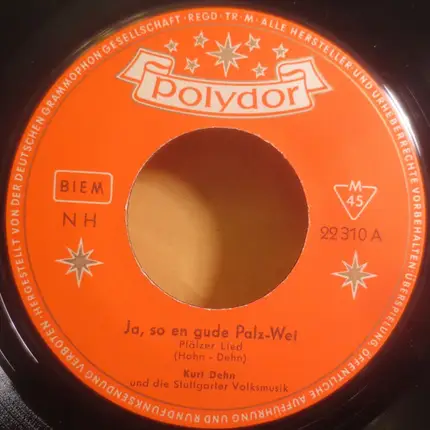 polydor
BIEM
NH
M
45
22 310 A
Ja, so en gude Palz-Wei
Pfälzer Lied
(Hohn - Dehn)
Kurt Dehn
und die Stuttgarter Volksmusik
HERGESTELLT VON DER DEUTSCHEN GRAMMOPHON GESELLSCHAFT · REGD · TR · M · ALLE HERSTELLER UND URHEBERRECHTE VORBEHALTEN · ÜBERSPIELUNG, ÖFFENTLICHE AUFFÜHRUNG UND RUNDFUNKSENDUNG VERBOTEN